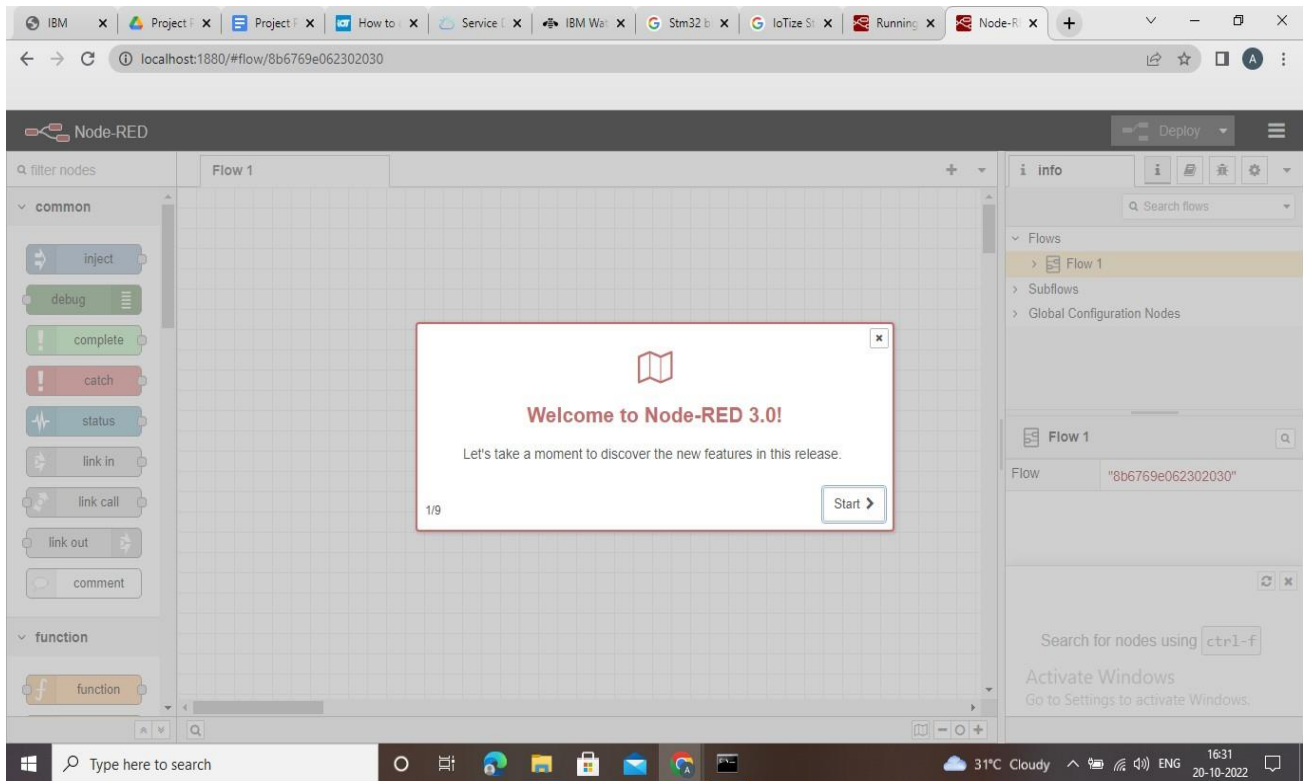 IBM
Project F
Project F
How to
Service D
IBM Wat
Stm32 b
IoTize St
Running
Node-R
localhost:1880/#flow/8b6769e062302030
A
Node-RED
Deploy
filter nodes
Flow 1
i info
i
Search flows
common
Flows
Flow 1
Subflows
Global Configuration Nodes
inject
debug
complete
catch
status
link in
link call
link out
comment
Welcome to Node-RED 3.0!
Let's take a moment to discover the new features in this release.
1/9
Start
Flow 1
Flow "8b6769e062302030"
function
f function
Search for nodes using ctrl-f
Activate Windows
Go to Settings to activate Windows.
Type here to search
31°C Cloudy
ENG
16:31
20-10-2022